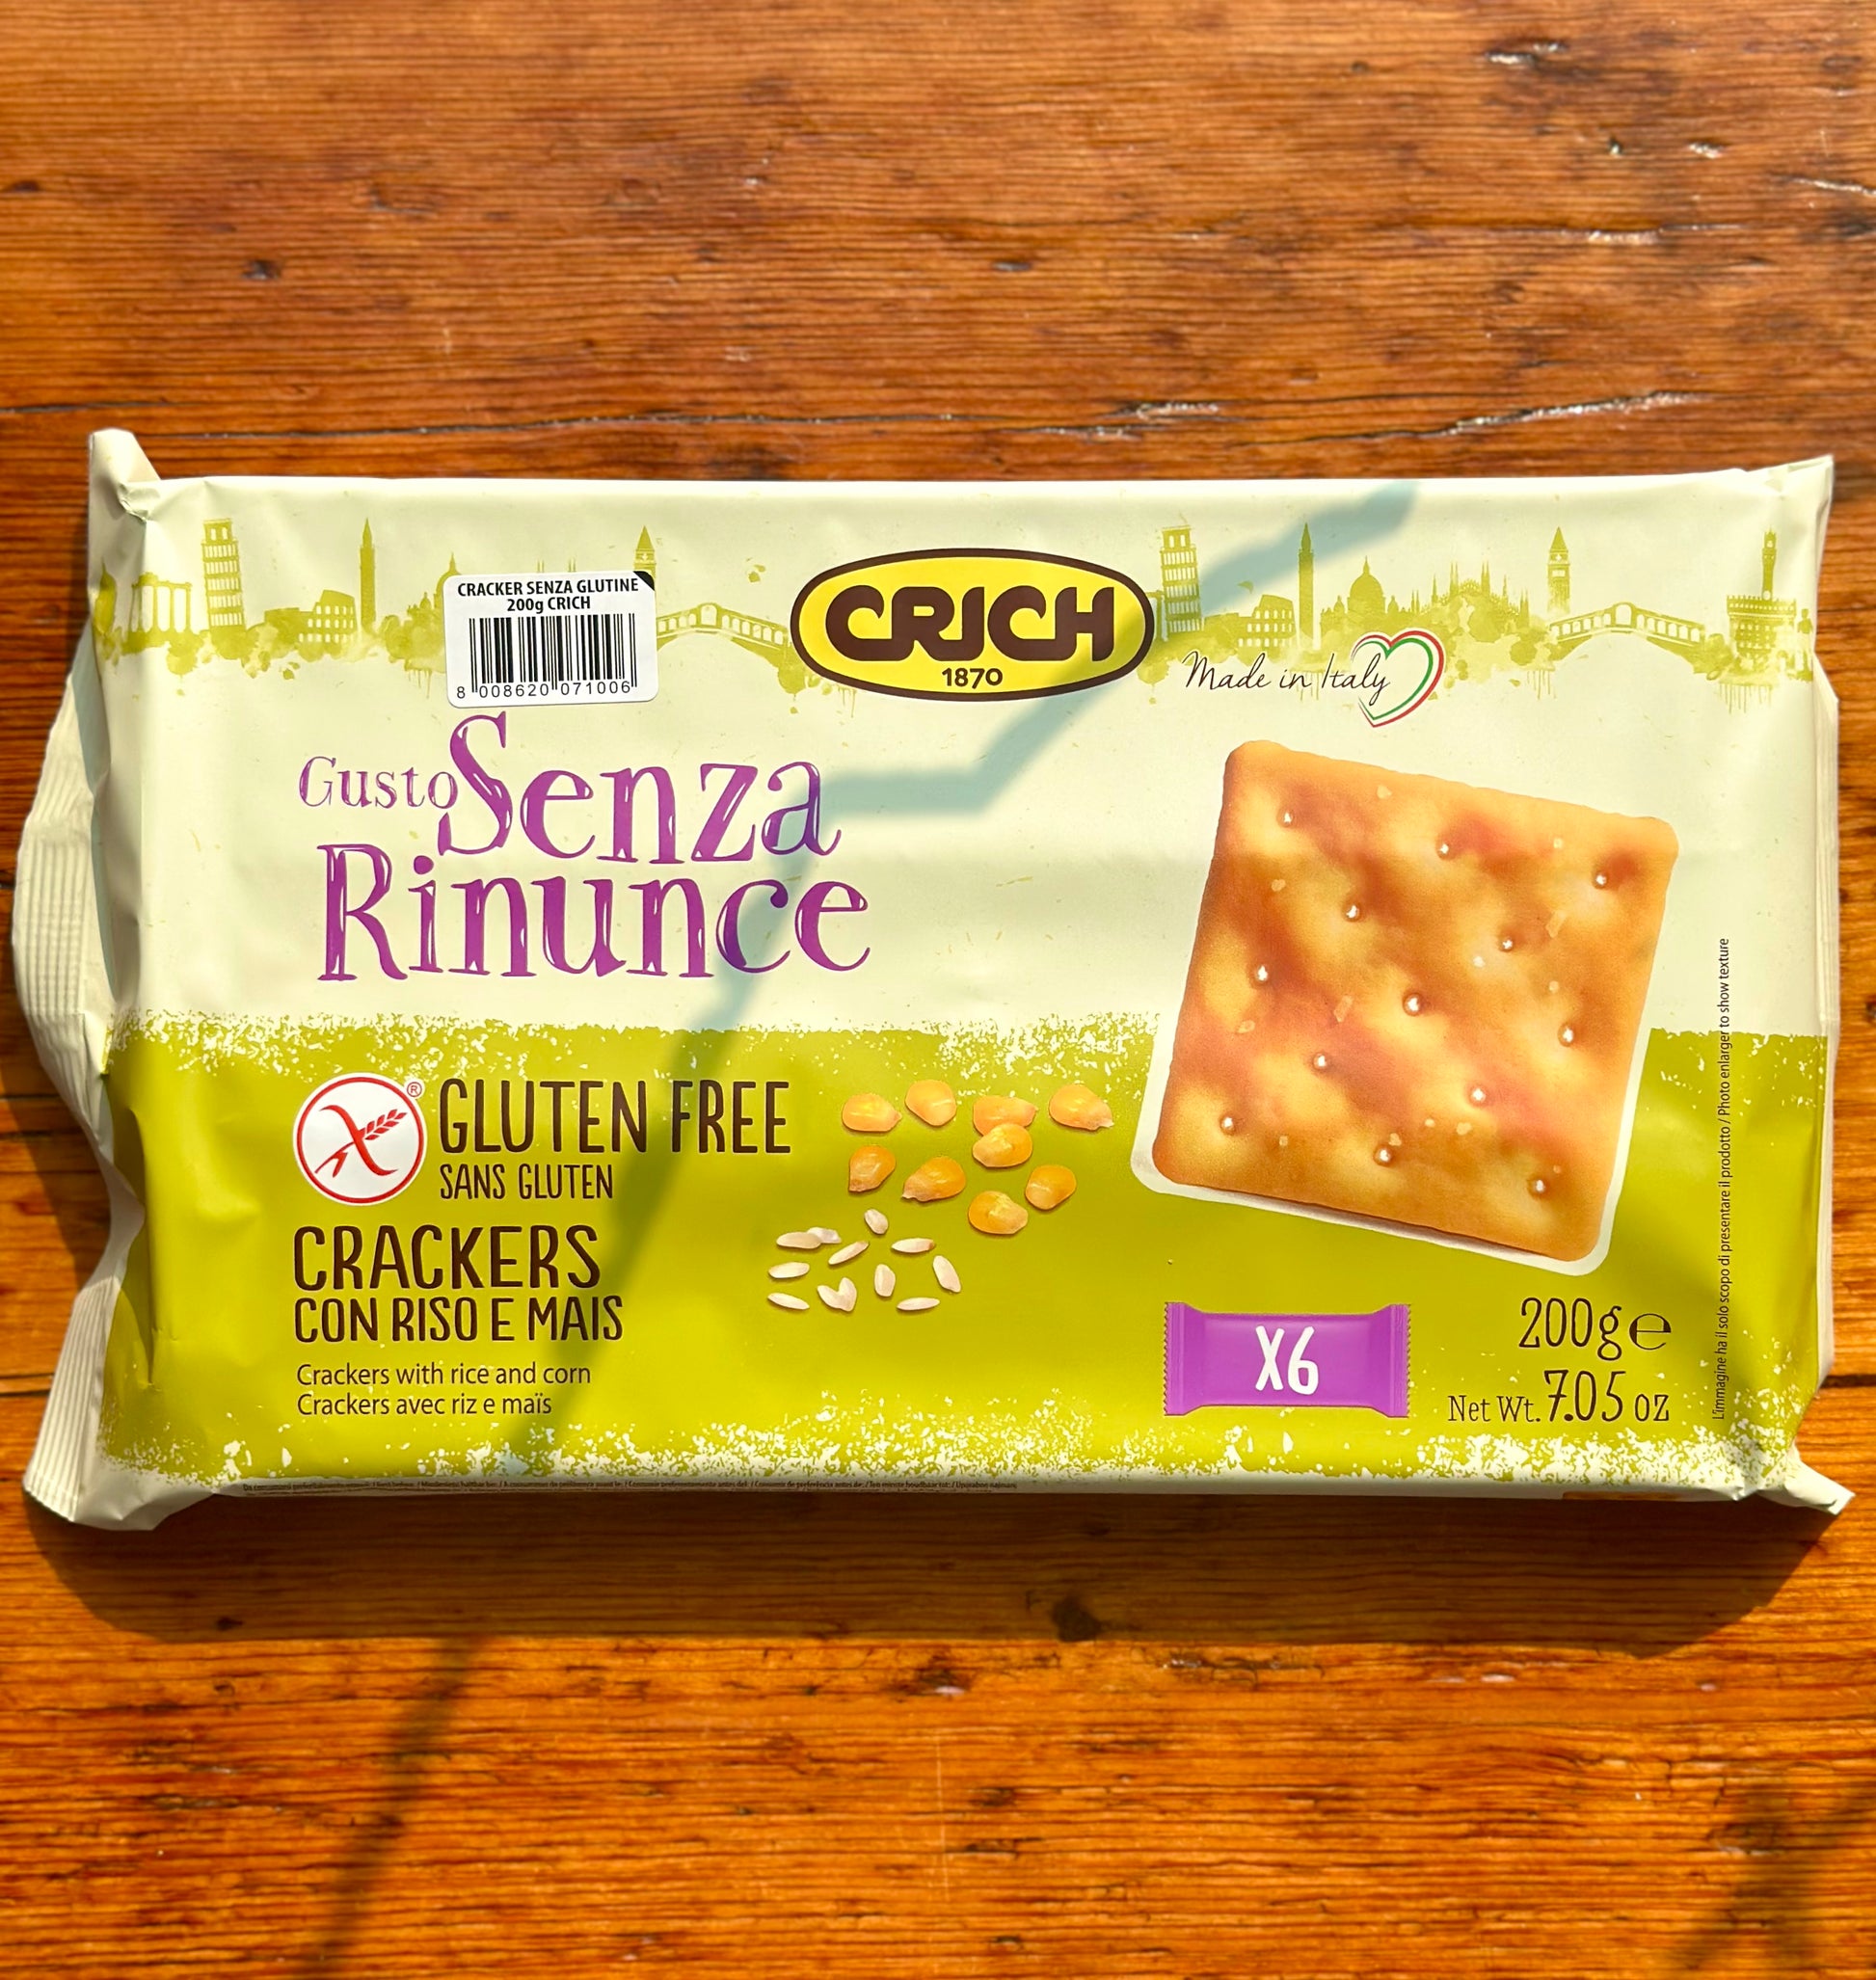 CRACKER SENZA GLUTINE
200g CRICH
8 008620 071006
CRICH
1870
Made in Italy
Gusto Senza
Rinunce
GLUTEN FREE
SANS GLUTEN
CRACKERS
CON RISO E MAIS
Crackers with rice and corn
Crackers avec riz e maïs
X6
200g e
Net Wt. 7.05 oz
L'immagine ha il solo scopo di presentare il prodotto / Photo enlarger to show texture